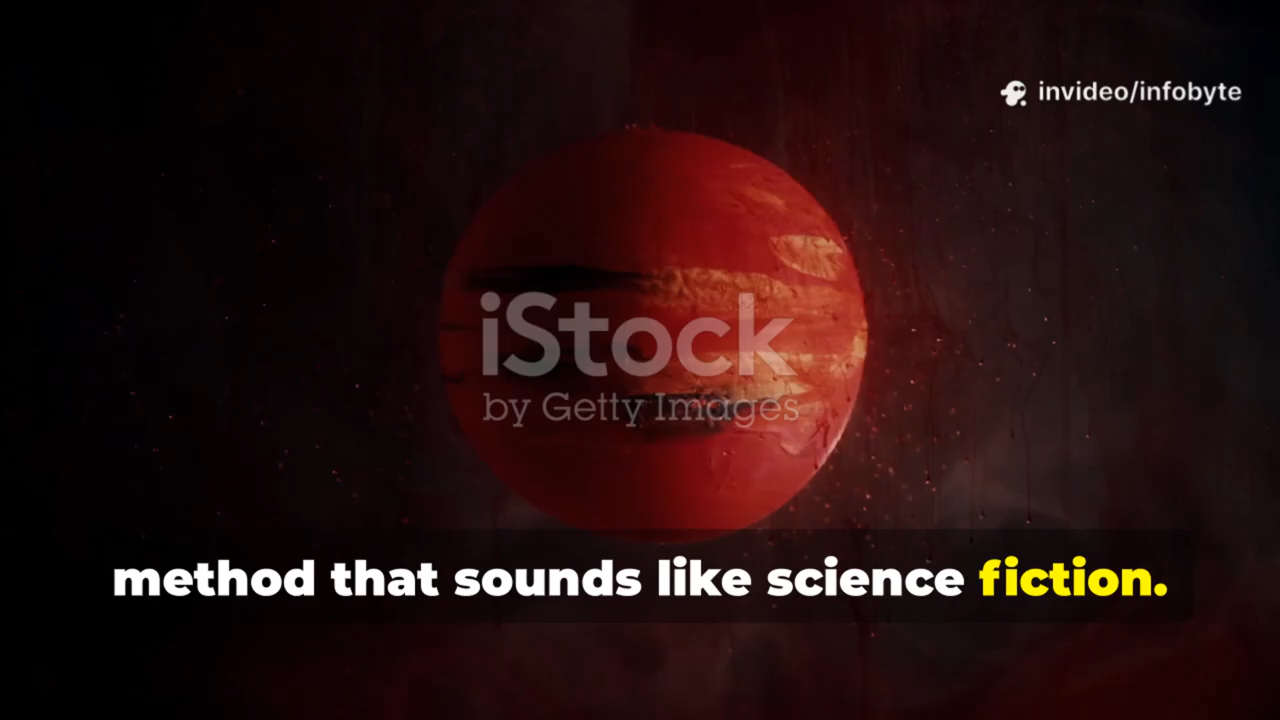 invideo/infobyte
iStock
by Getty Images
method that sounds like science fiction.